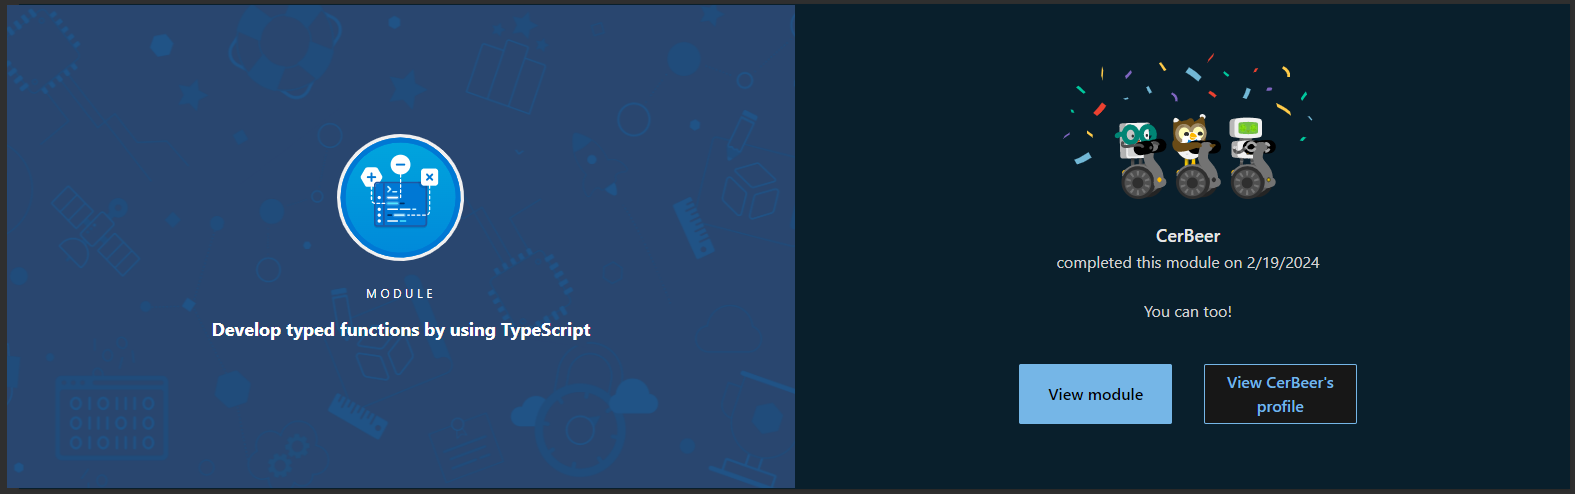 MODULE
Develop typed functions by using TypeScript
CerBeer
completed this module on 2/19/2024
You can too!
View module
View CerBeer's
profile